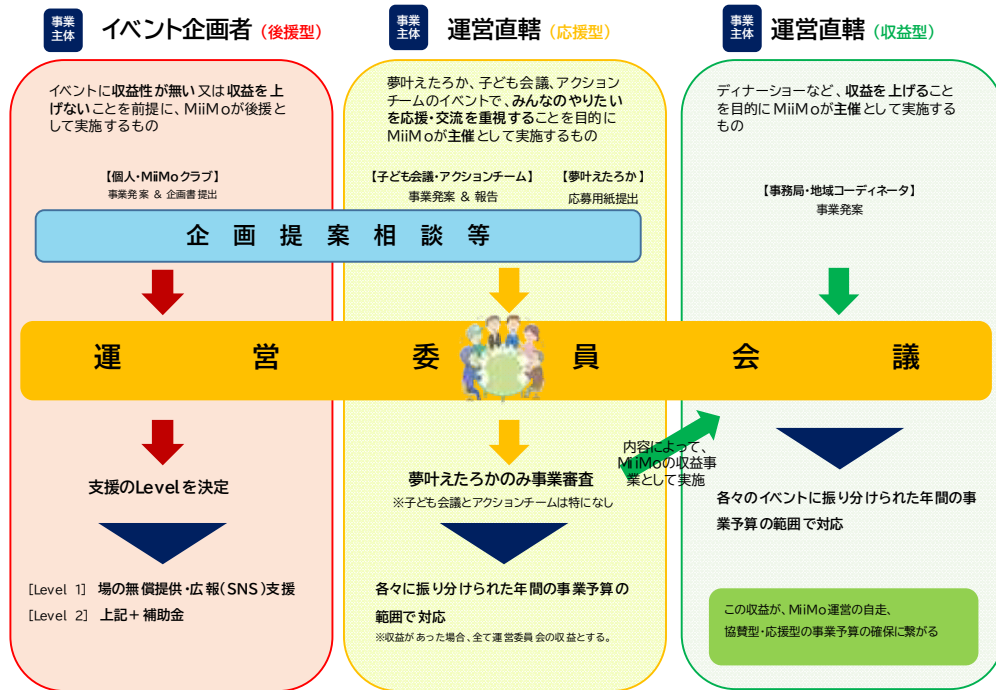 事業
主体
イベント企画者(後援型)
イベントに収益性が無い又は収益を上
げないことを前提に、MiiMoが後援と
して実施するもの
【個人・MiiMoクラブ】
事業発案 & 企画書提出
事業
主体
運営直轄(応援型)
夢叶えたろか、子ども会議、アクション
チームのイベントで、みんなのやりたい
を応援・交流を重視することを目的に
MiiMoが主催として実施するもの
【子ども会議・アクションチーム】
事業発案 & 報告
【夢叶えたろか】
応募用紙提出
事業
主体
運営直轄(収益型)
ディナーショーなど、収益を上げること
を目的にMiiMoが主催として実施する
もの
【事務局・地域コーディネータ】
事業発案
企画提案相談等
運営委員会議
支援のLevelを決定
[Level 1] 場の無償提供・広報(SNS)支援
[Level 2] 上記+補助金
夢叶えたろかのみ事業審査
※子ども会議とアクションチームは特になし
各々に振り分けられた年間の事業予算の
範囲で対応
※収益があった場合、全て運営委員会の収益とする。
内容によって、
MiiMoの収益事
業として実施
各々のイベントに振り分けられた年間の事
業予算の範囲で対応
この収益が、MiiMo運営の自走、
協賛型・応援型の事業予算の確保に繋がる